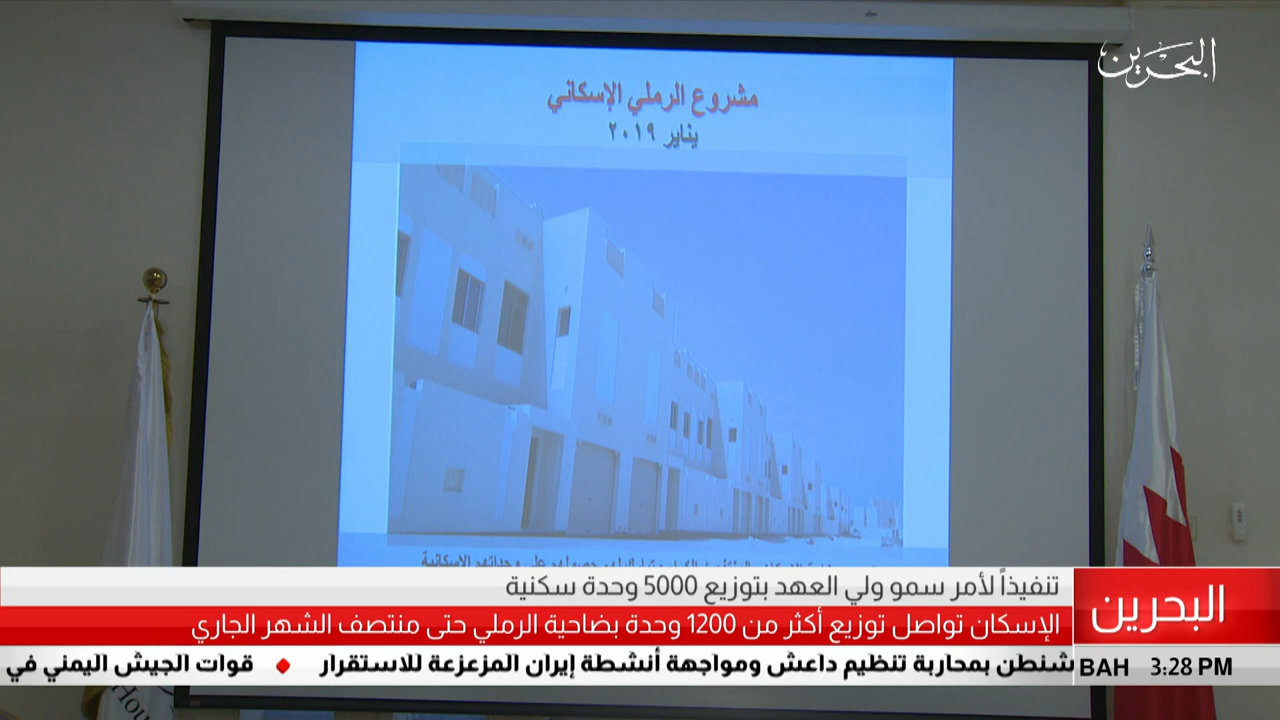 البحرين
مشروع الرملي الإسكاني
يناير ٢٠١٩
تنفيذاً لأمر سمو ولي العهد بتوزيع 5000 وحدة سكنية
البحرين
الإسكان تواصل توزيع أكثر من 1200 وحدة بضاحية الرملي حتى منتصف الشهر الجاري
BAH 3:28 PM
شنطن بمحاربة تنظيم داعش ومواجهة أنشطة إيران المزعزعة للاستقرار ♦ قوات الجيش اليمني في
Hou